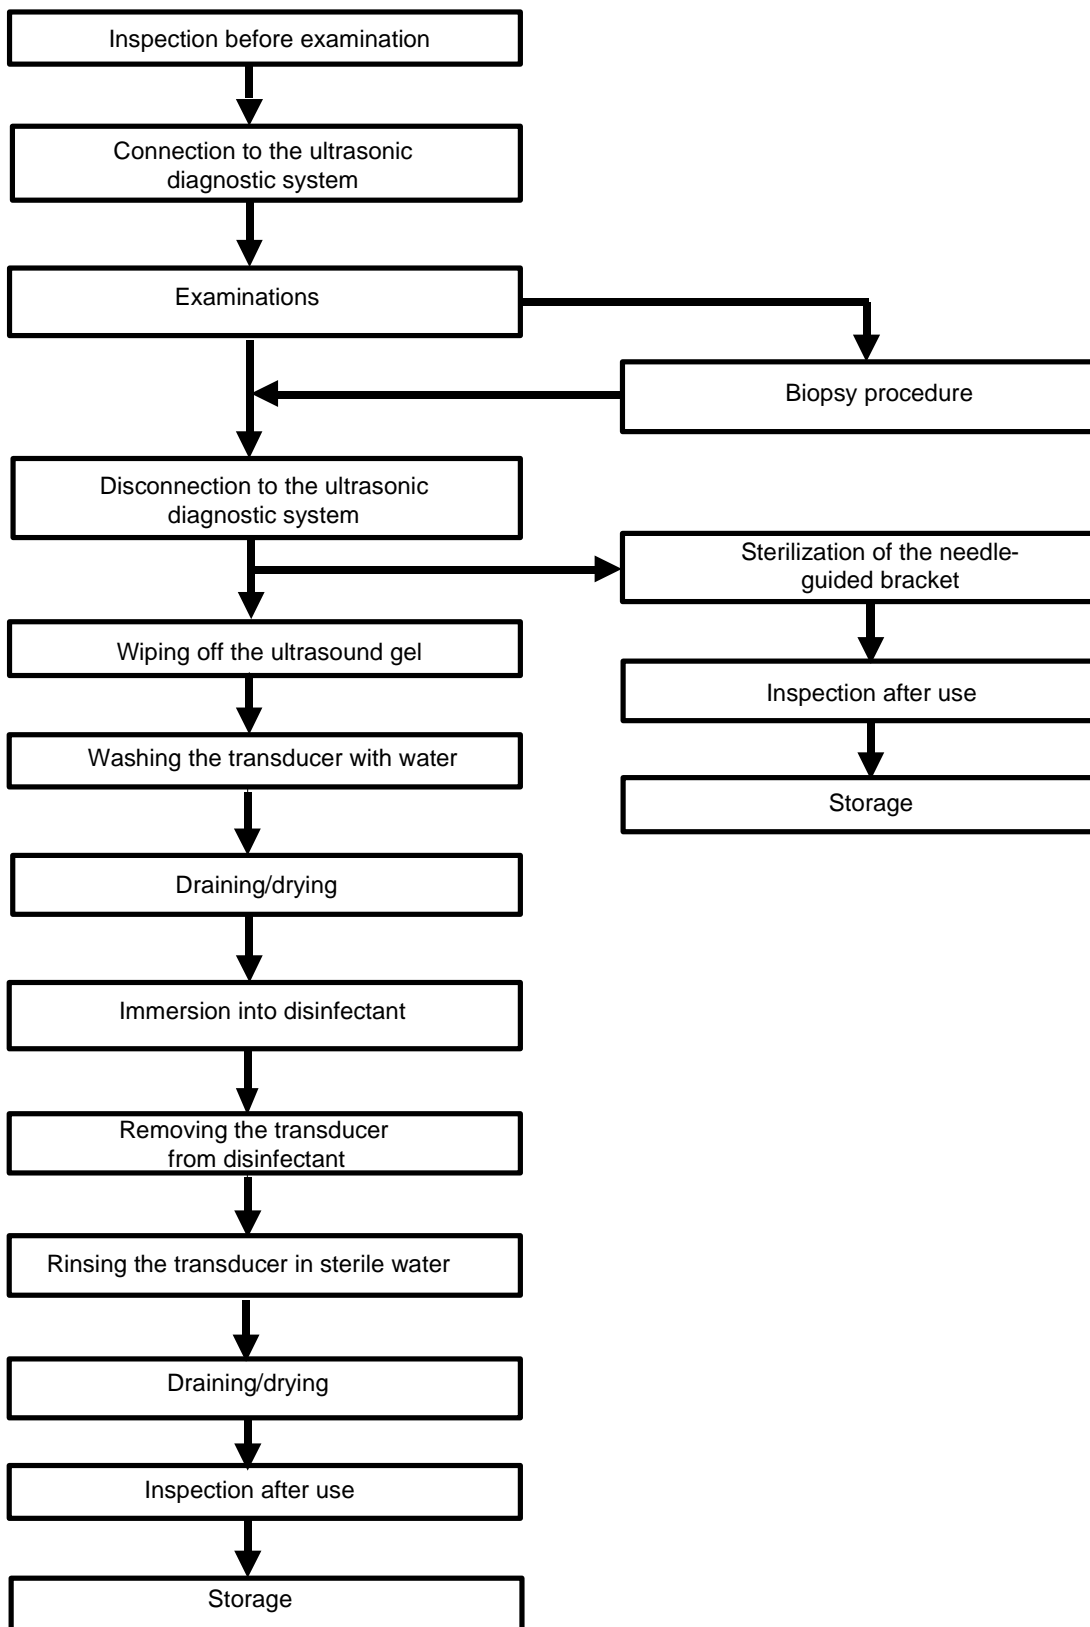 Inspection before examination
Connection to the ultrasonic
diagnostic system
Examinations
Biopsy procedure
Disconnection to the ultrasonic
diagnostic system
Sterilization of the needle-
guided bracket
Wiping off the ultrasound gel
Inspection after use
Washing the transducer with water
Storage
Draining/drying
Immersion into disinfectant
Removing the transducer
from disinfectant
Rinsing the transducer in sterile water
Draining/drying
Inspection after use
Storage